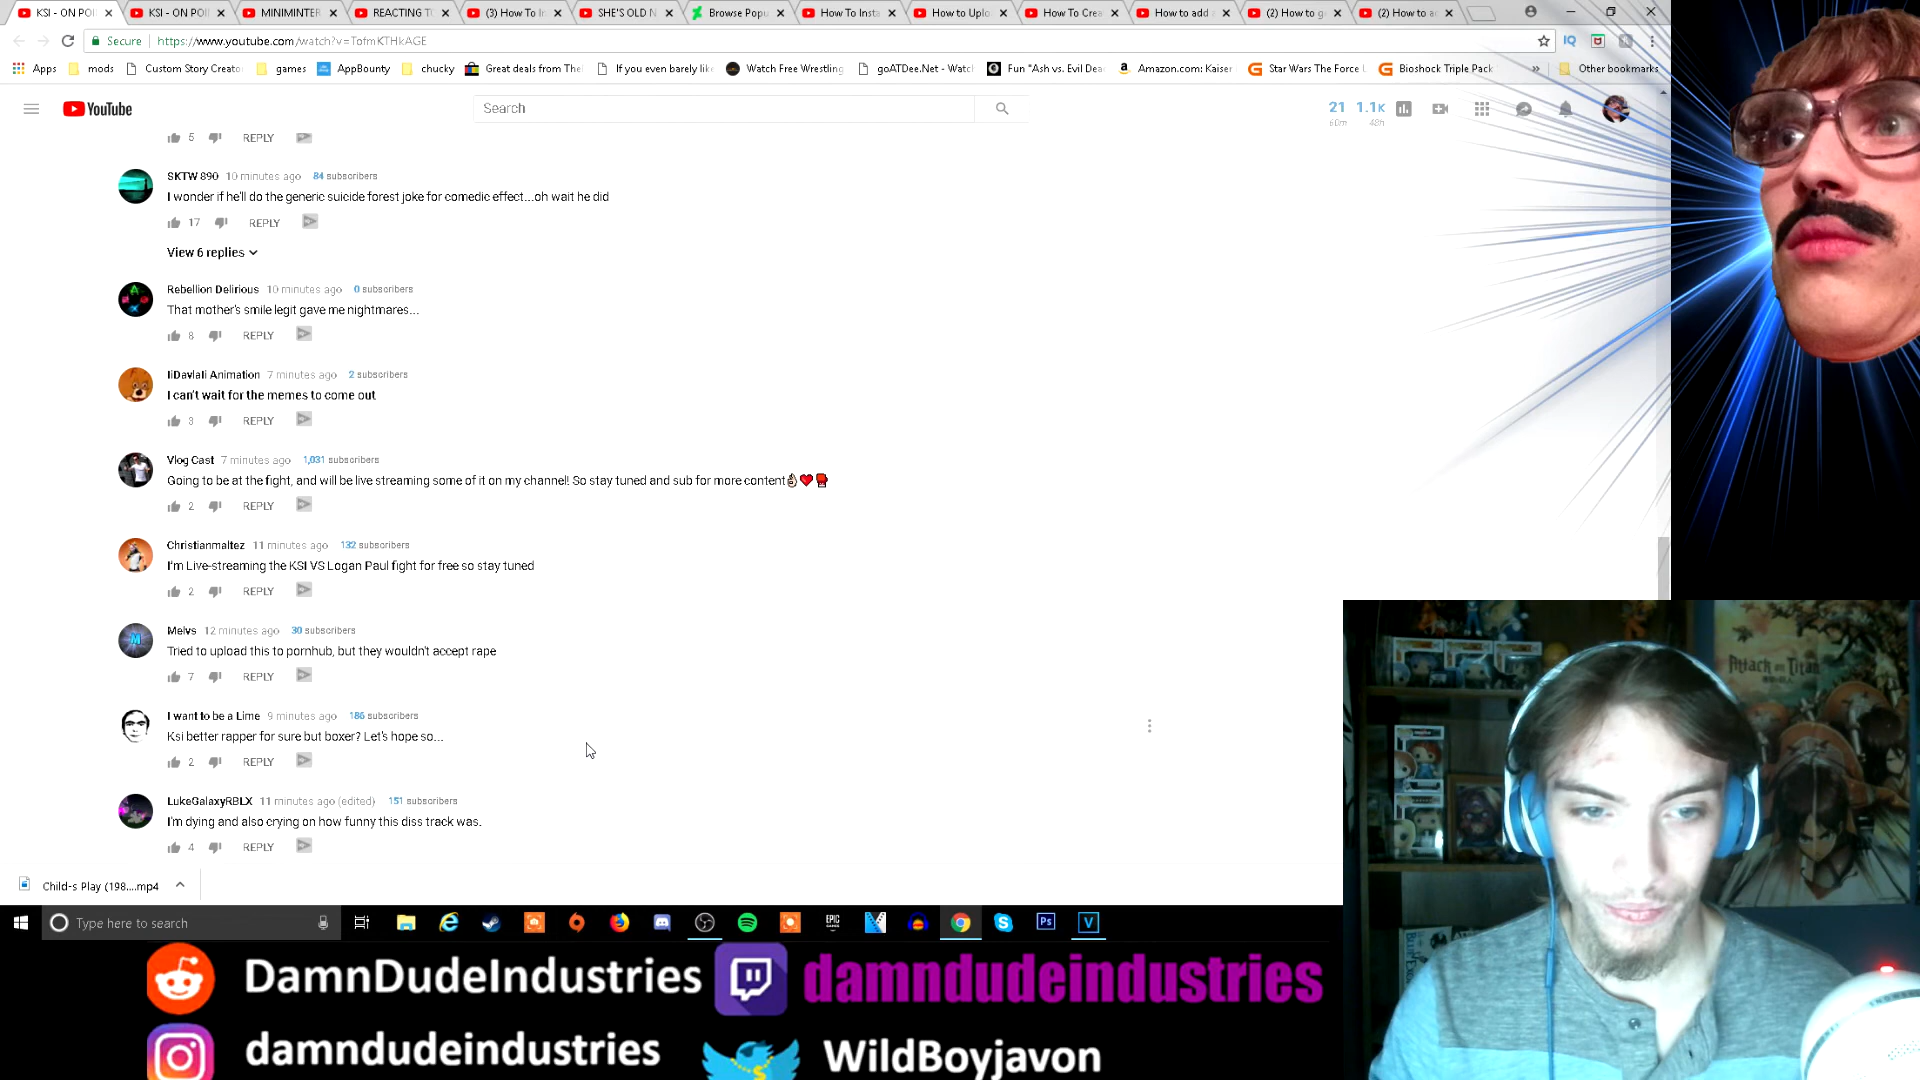 KSI - ON POI
KSI - ON POI
MINIMINTER
REACTING TO
(3) How To In
SHE'S OLD N
Browse Popu
How To Insta
How to Uplo
How To Crea
How to add
(2) How to g
(2) How to a
Secure https://www.youtube.com/watch?v=TofmKTHkAGE
IQ
Apps mods Custom Story Creato games AppBounty chucky Great deals from The If you even barely lik Watch Free Wrestling goATDee.Net - Watch Fun "Ash vs. Evil Dea Amazon.com: Kaiser Star Wars The Force Bioshock Triple Pack » Other bookmarks
YouTube
Search
21 1.1K
60m 48h
5 REPLY
SKTW 890 10 minutes ago 84 subscribers
I wonder if he'll do the generic suicide forest joke for comedic effect...oh wait he did
17 REPLY
View 6 replies
Rebellion Delirious 10 minutes ago 0 subscribers
That mother's smile legit gave me nightmares...
8 REPLY
7 minutes ago 2 subscribers
I can't wait for the memes to come out
3 REPLY
Vlog Cast 7 minutes ago 1,031 subscribers
Going to be at the fight, and will be live streaming some of it on my channel! So stay tuned and sub for more content👌❤🥊
2 REPLY
Christianmaltez 11 minutes ago 132 subscribers
I'm Live-streaming the KSI VS Logan Paul fight for free so stay tuned
2 REPLY
Melvs 12 minutes ago 30 subscribers
Tried to upload this to pornhub, but they wouldn't accept rape
7 REPLY
I want to be a Lime 9 minutes ago 186 subscribers
Ksi better rapper for sure but boxer? Let's hope so...
2 REPLY
LukeGalaxyRBLX 11 minutes ago (edited) 151 subscribers
I'm dying and also crying on how funny this diss track was.
4 REPLY
Child-s Play (198....mp4
Type here to search
EPIC GAMES
Ps
V
Attack on Titan
DamnDudeIndustries
damndudeindustries
damndudeindustries
WildBoyjavon